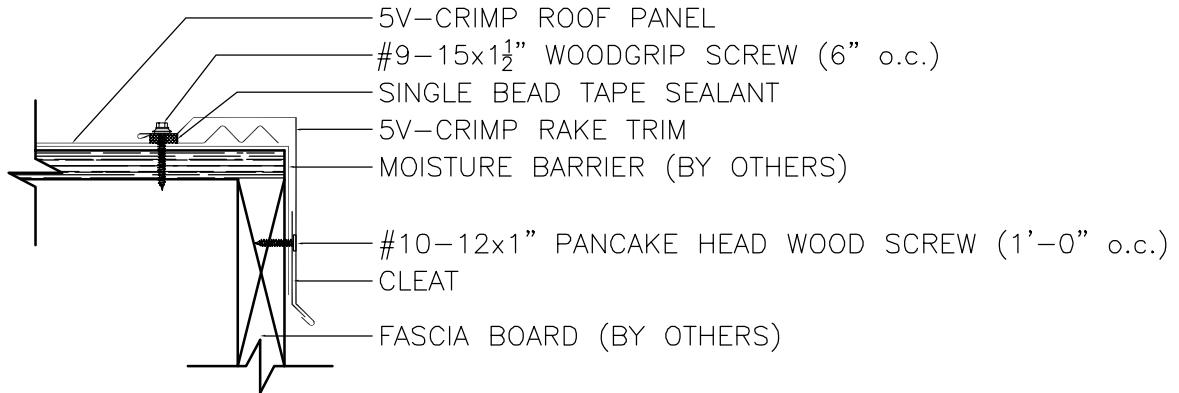 5V-CRIMP ROOF PANEL
#9-15x1½" WOODGRIP SCREW (6" o.c.)
SINGLE BEAD TAPE SEALANT
5V-CRIMP RAKE TRIM
MOISTURE BARRIER (BY OTHERS)
#10-12x1" PANCAKE HEAD WOOD SCREW (1'-0" o.c.)
CLEAT
FASCIA BOARD (BY OTHERS)